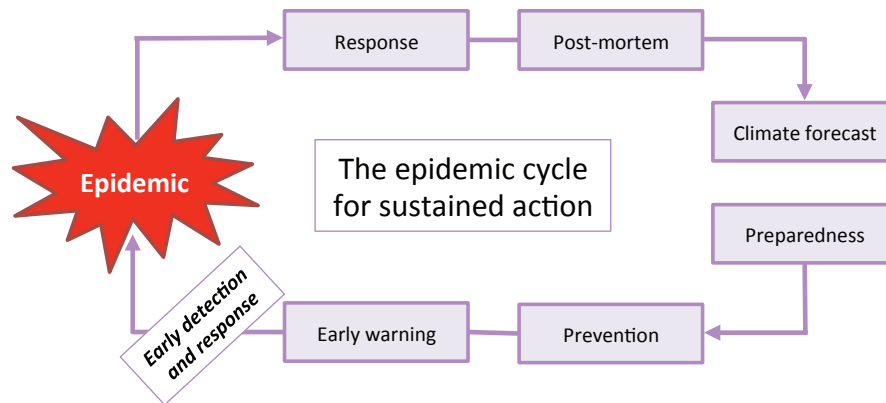 Response
Post-mortem
Climate forecast
Epidemic
The epidemic cycle
for sustained action
Preparedness
Early detection
and response
Early warning
Prevention